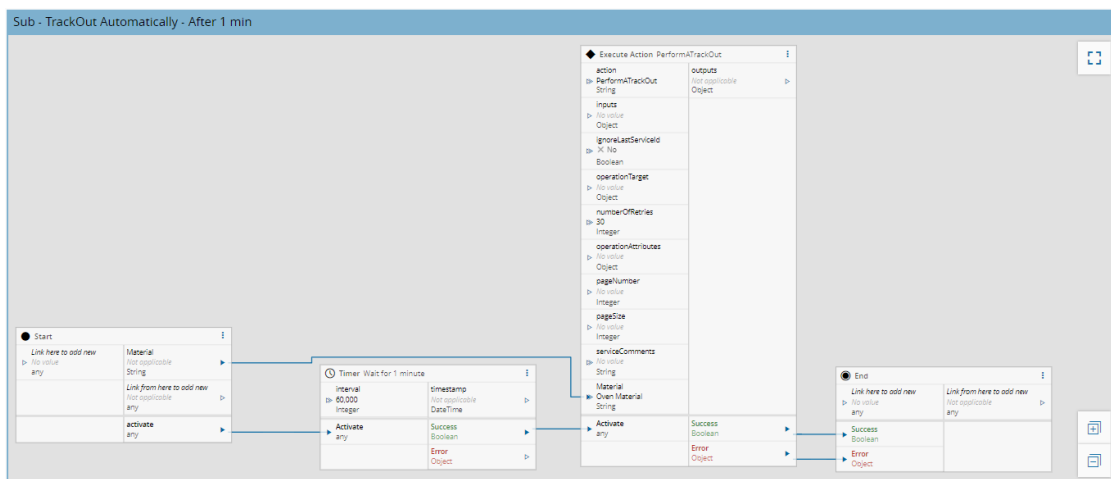 Sub - TrackOut Automatically - After 1 min
Execute Action PerformATrackOut
action
PerformATrackOut
String
outputs
Not applicable
Object
inputs
No value
Object
ignoreLastServiceId
No
Boolean
operationTarget
No value
Object
numberOfRetries
30
Integer
operationAttributes
No value
Object
pageNumber
No value
Integer
pageSize
No value
Integer
serviceComments
No value
String
Material
Oven Material
String
Activate
any
Success
Boolean
Error
Object
Start
Link here to add new
No value
any
Material
Not applicable
String
Link from here to add new
Not applicable
any
activate
any
Timer Wait for 1 minute
interval
60,000
Integer
timestamp
Not applicable
DateTime
Activate
any
Success
Boolean
Error
Object
End
Link here to add new
No value
any
Link from here to add new
Not applicable
any
Success
Boolean
Error
Object